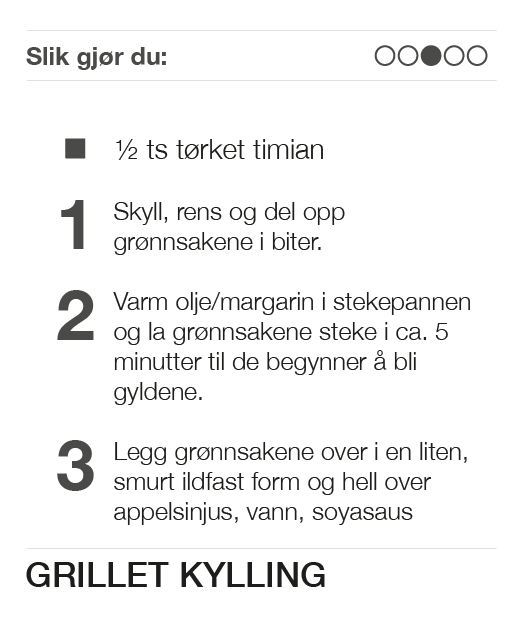 Slik gjør du:
½ ts tørket timian
1 Skyll, rens og del opp
grønnsakene i biter.
2 Varm olje/margarin i stekepannen
og la grønnsakene steke i ca. 5
minutter til de begynner å bli
gyldene.
3 Legg grønnsakene over i en liten,
smurt ildfast form og hell over
appelsinjus, vann, soyasaus
GRILLET KYLLING